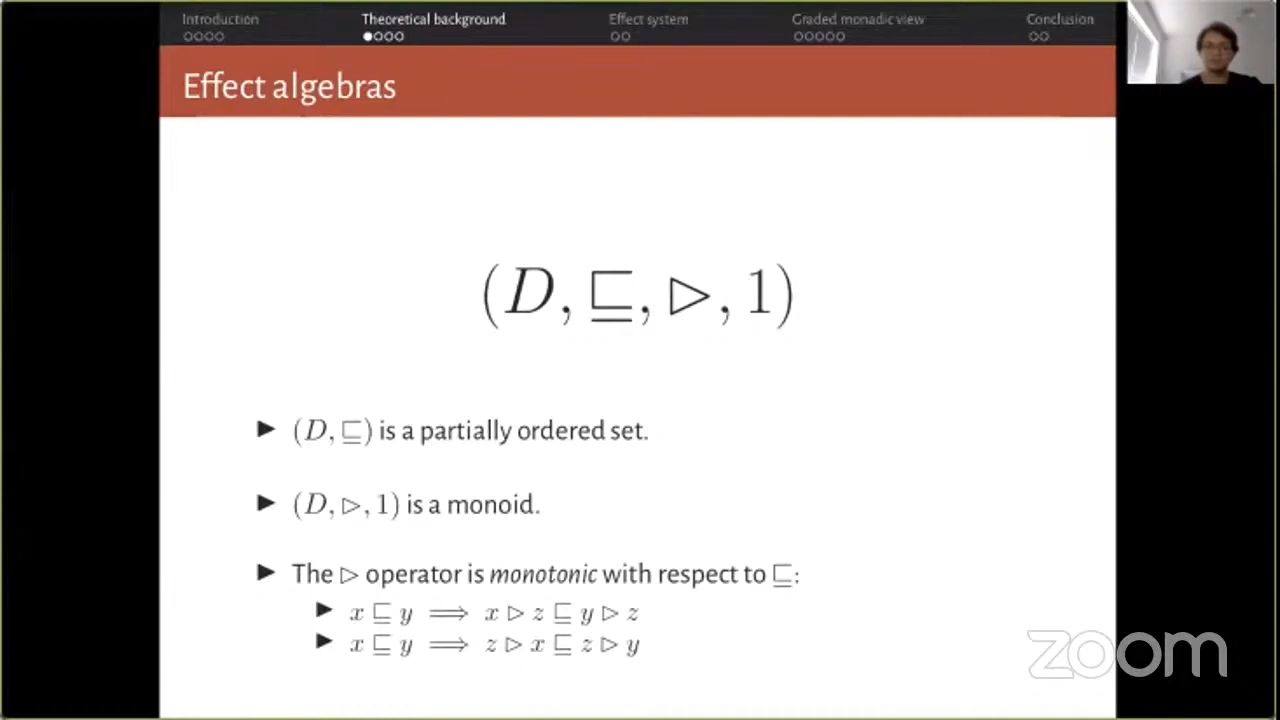 Introduction Theoretical background Effect system Graded monadic view Conclusion
Effect algebras
(D, ⊑, ▷, 1)
▶ (D, ⊑) is a partially ordered set.
▶ (D, ▷, 1) is a monoid.
▶ The ▷ operator is monotonic with respect to ⊑:
▶ x ⊑ y ⟹ x ▷ z ⊑ y ▷ z
▶ x ⊑ y ⟹ z ▷ x ⊑ z ▷ y
zoom